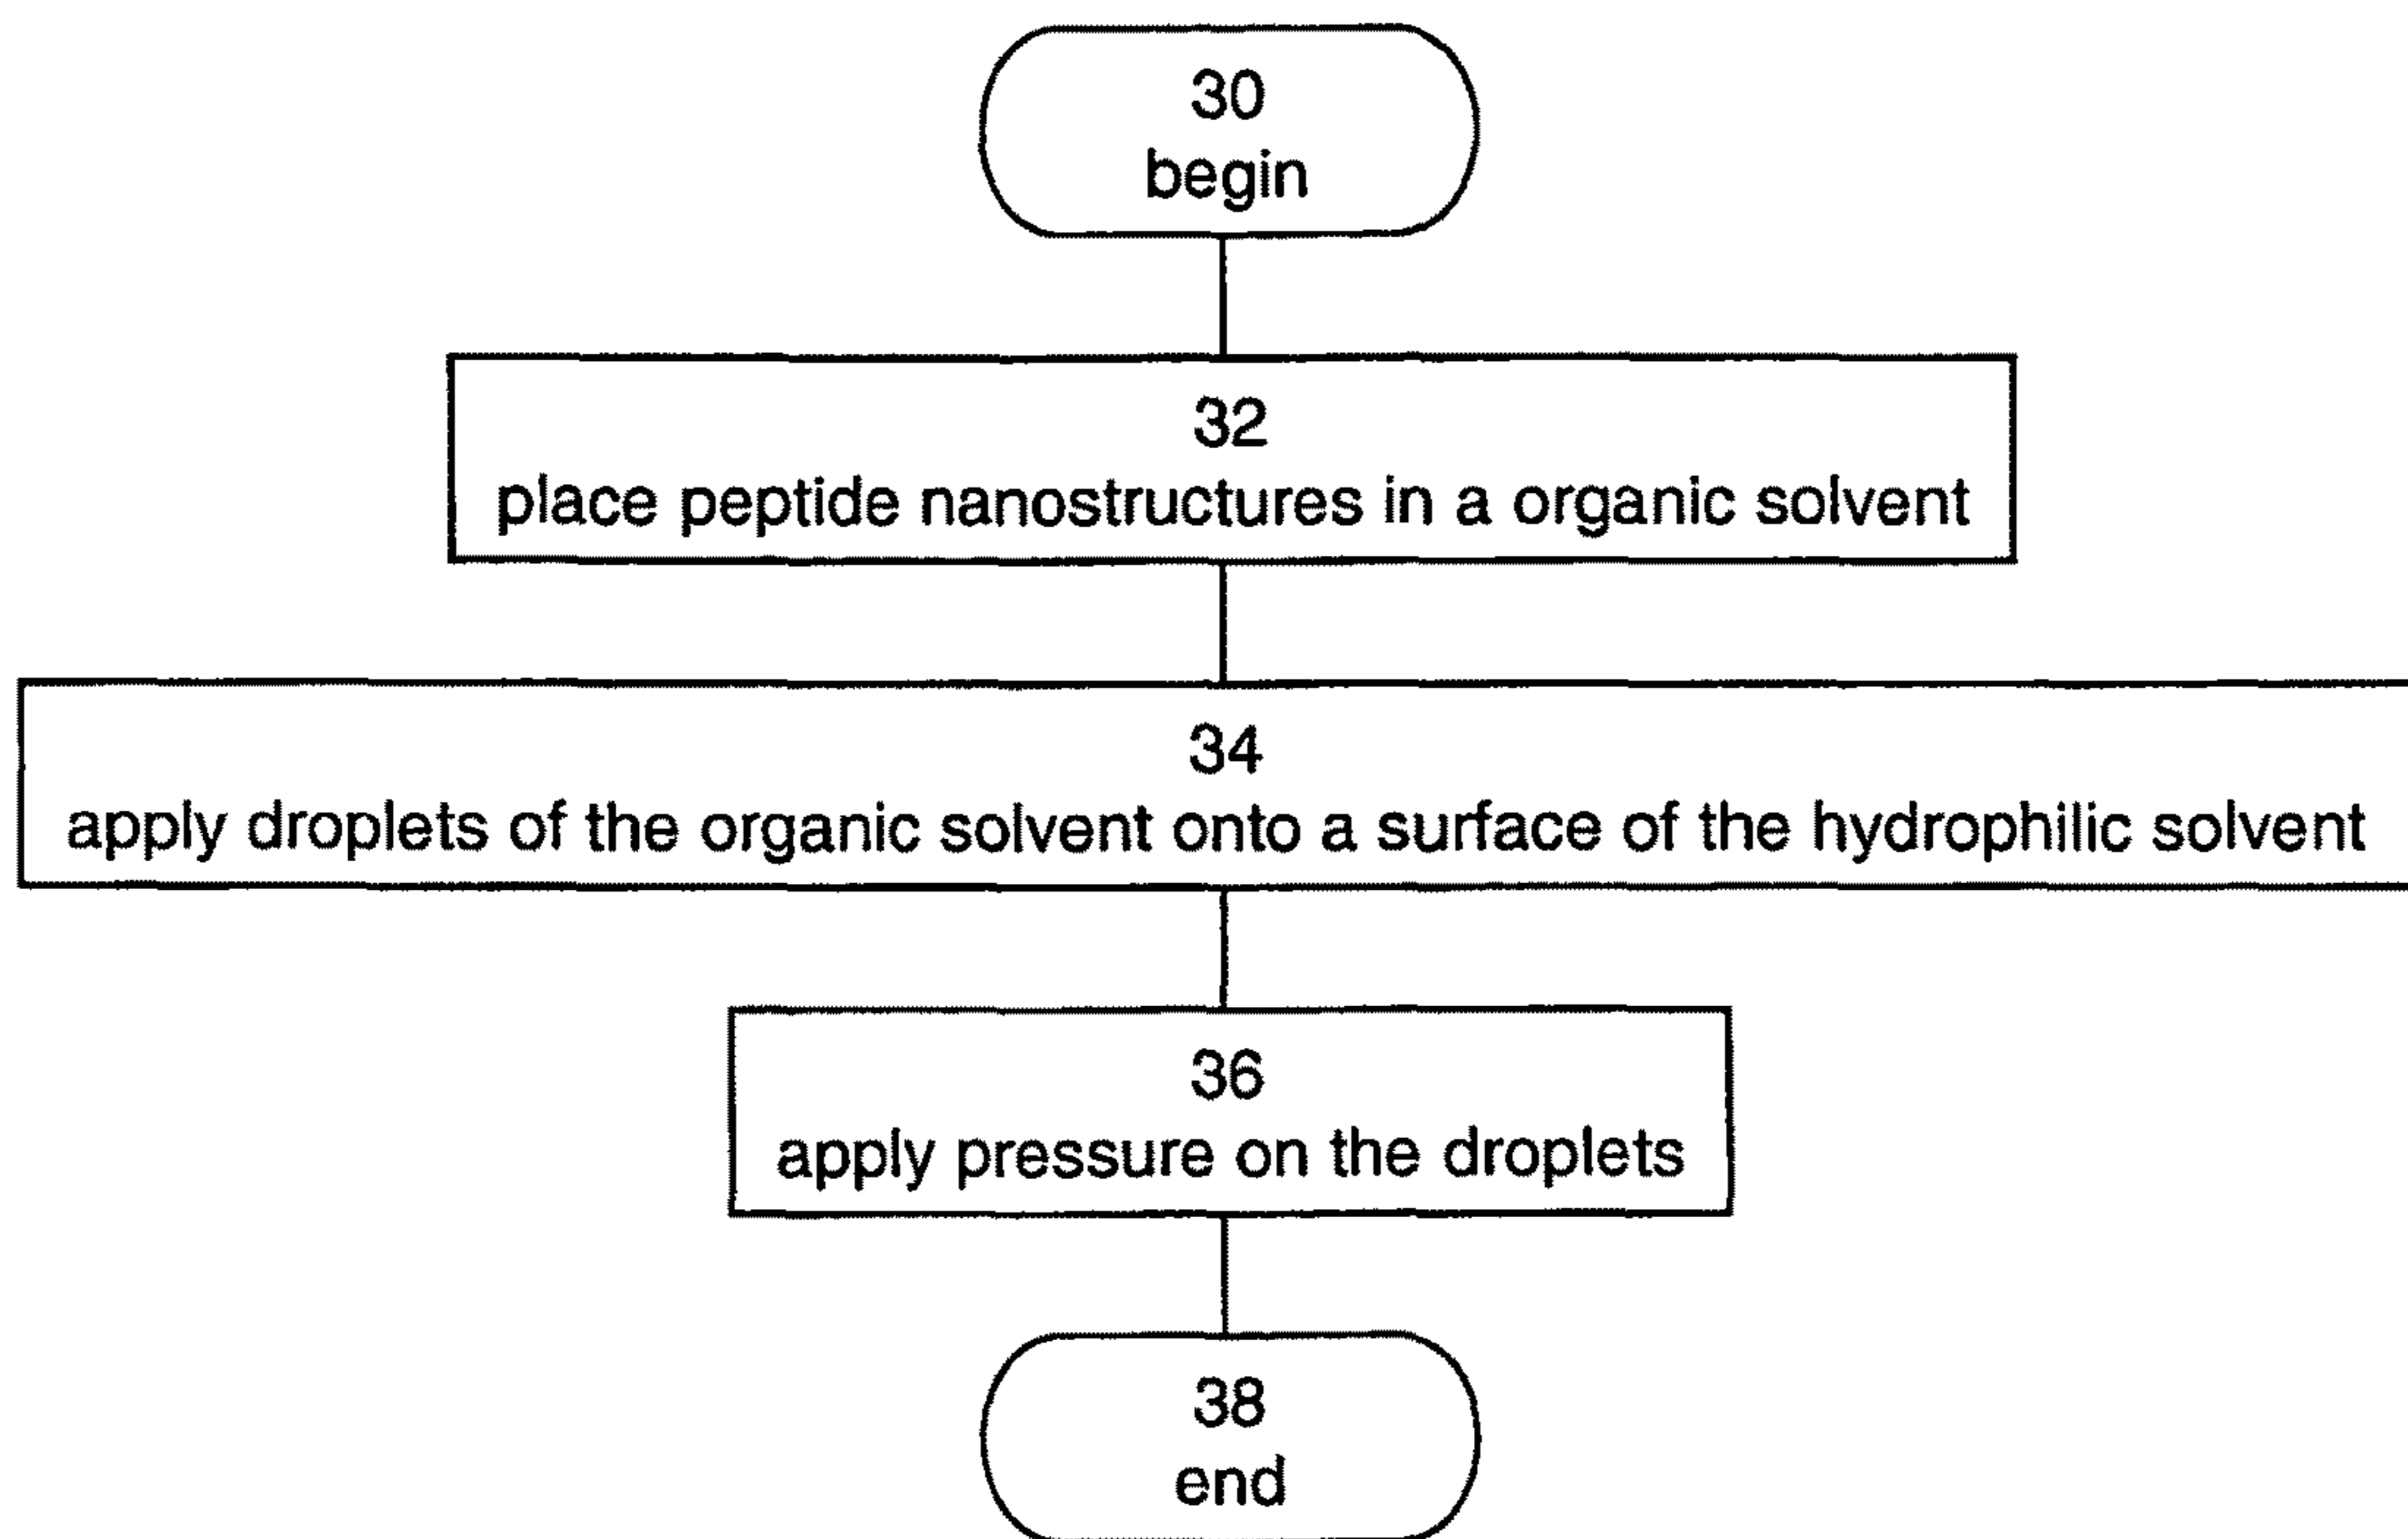 30
begin
32
place peptide nanostructures in a organic solvent
34
apply droplets of the organic solvent onto a surface of the hydrophilic solvent
36
apply pressure on the droplets
38
end